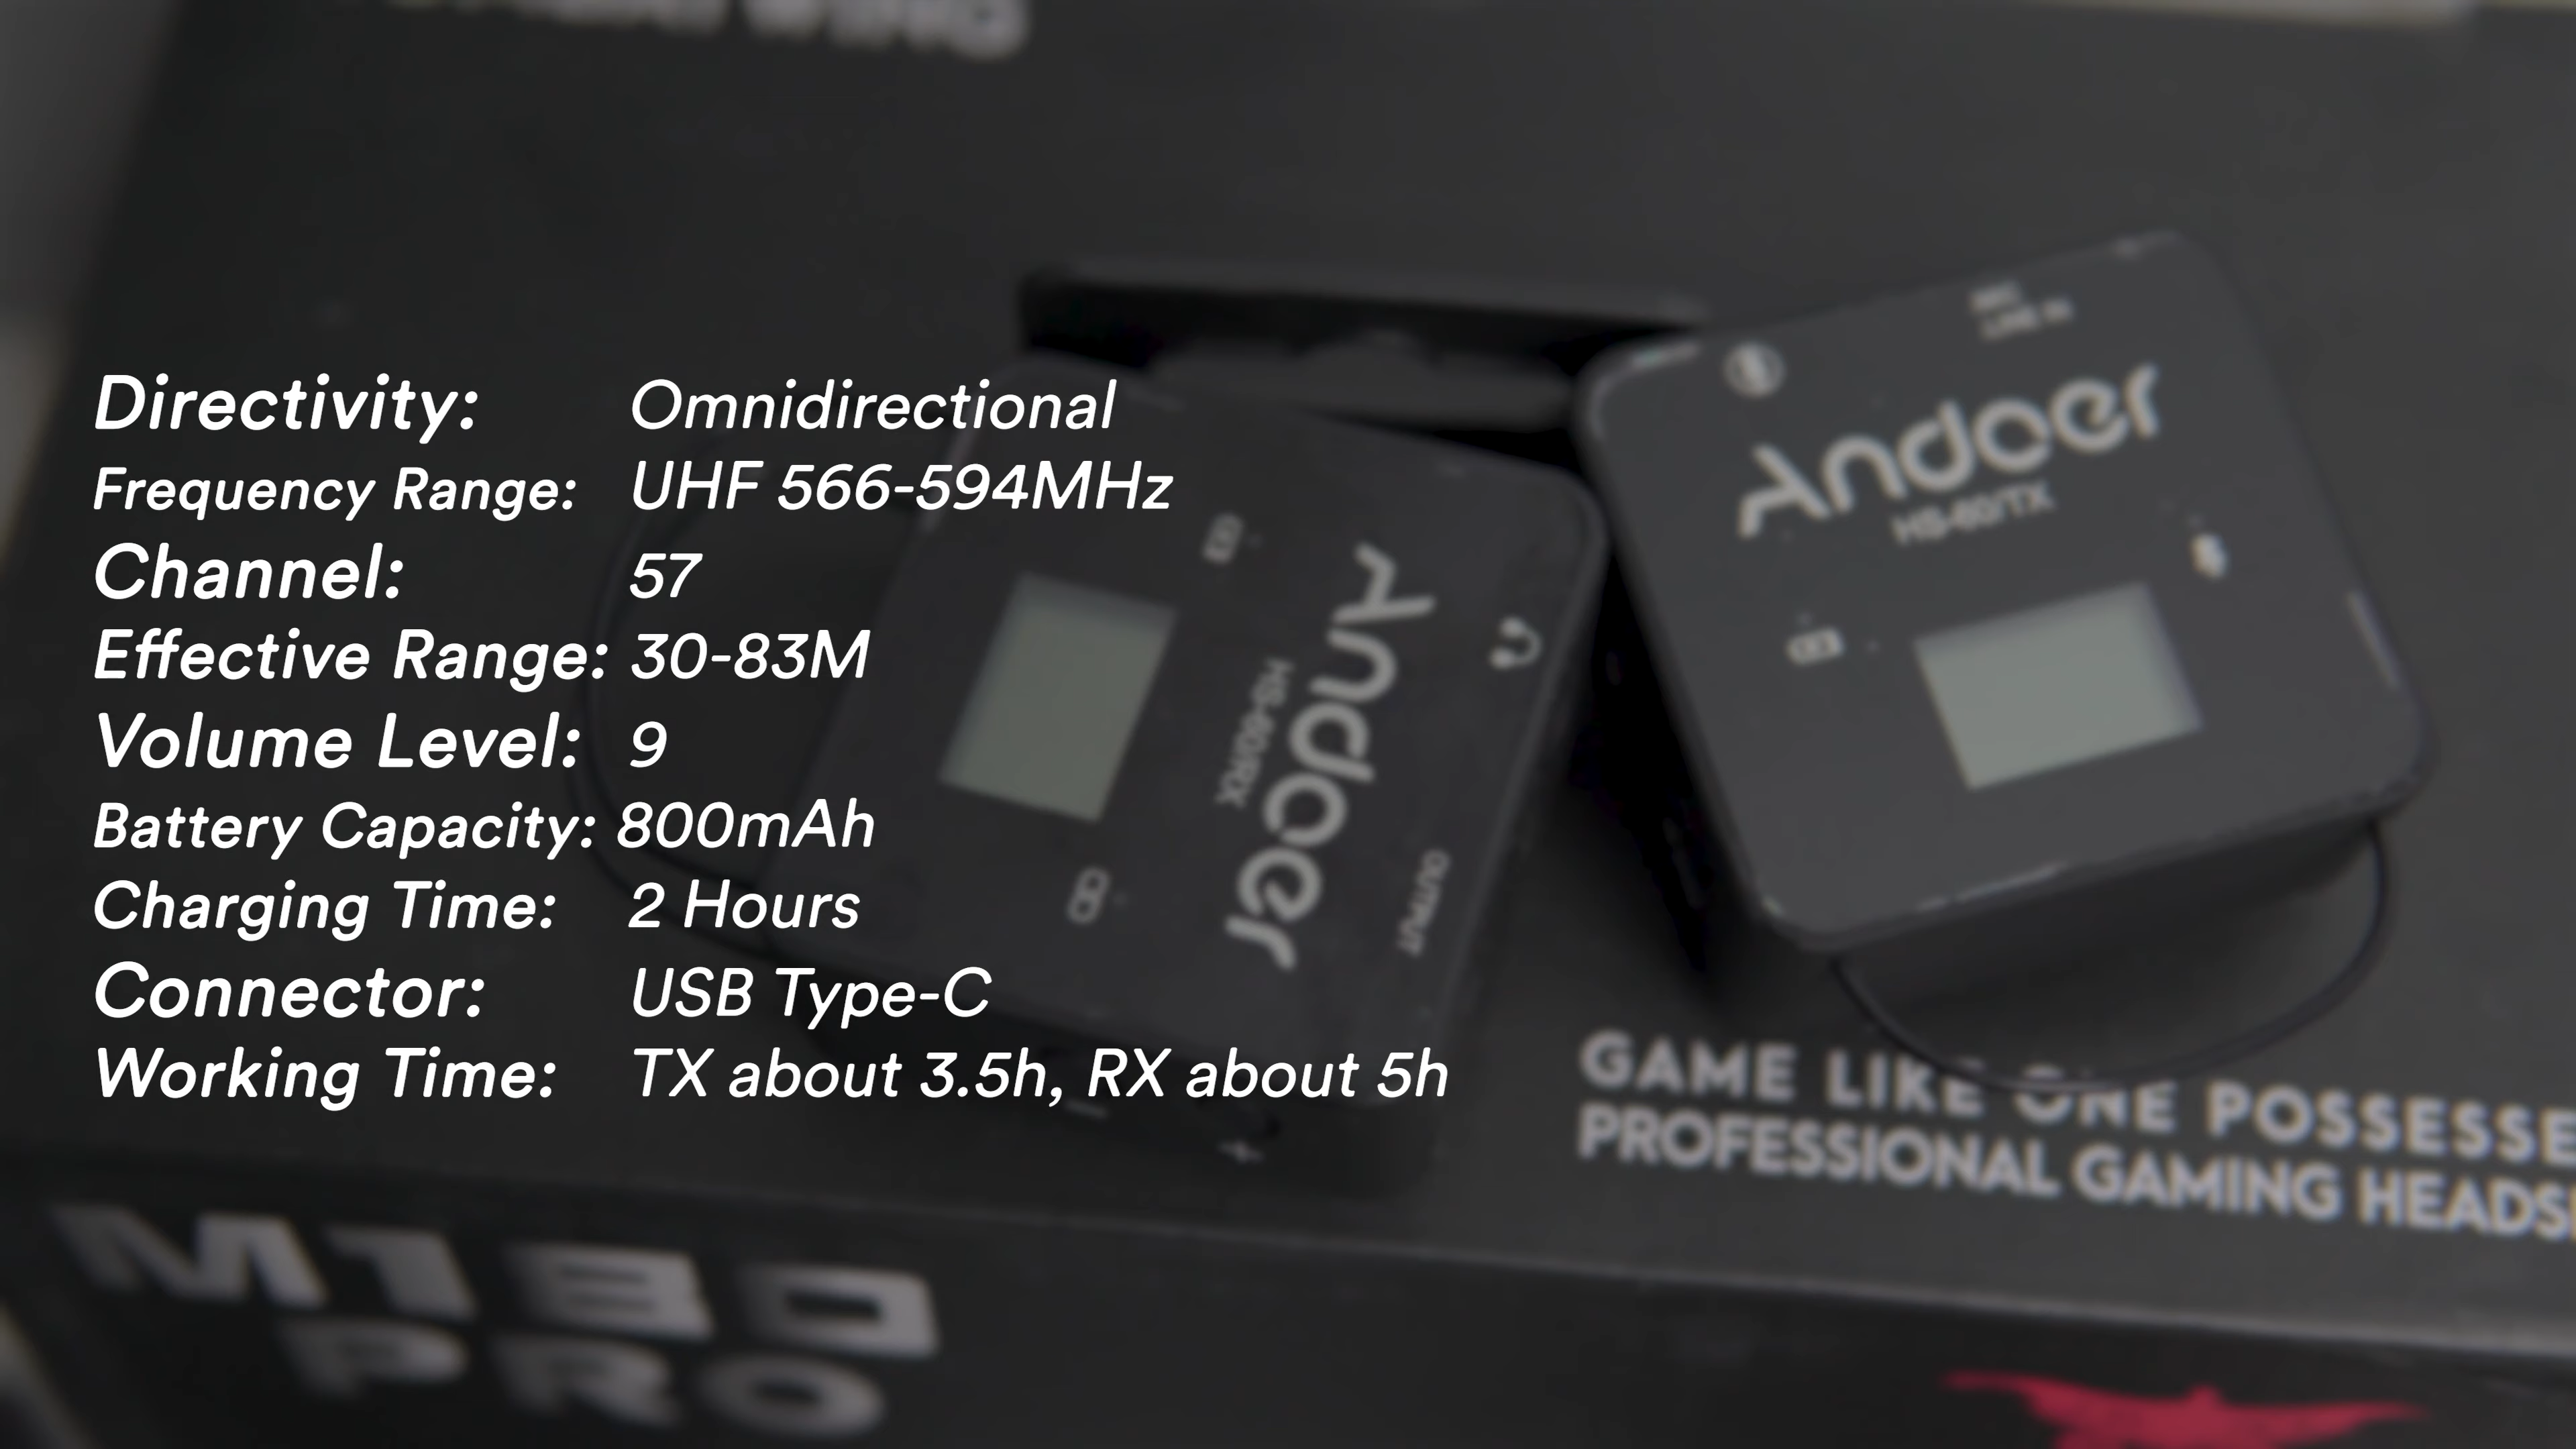 Directivity: Omnidirectional
Frequency Range: UHF 566-594MHz
Channel: 57
Effective Range: 30-83M
Volume Level: 9
Battery Capacity: 800mAh
Charging Time: 2 Hours
Connector: USB Type-C
Working Time: TX about 3.5h, RX about 5h
Andoer
HS-60/TX
Andoer
HS-60/RX
OUTPUT
GAME LIKE ONE POSSESSE
PROFESSIONAL GAMING HEADS
M180
PRO